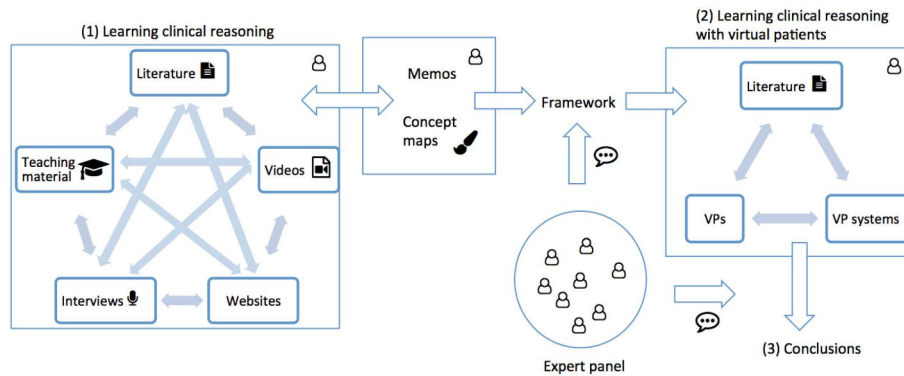 (1) Learning clinical reasoning
Literature
Teaching
material
Videos
Interviews
Websites
Memos
Concept
maps
Framework
Expert panel
(2) Learning clinical reasoning
with virtual patients
Literature
VPs
VP systems
(3) Conclusions